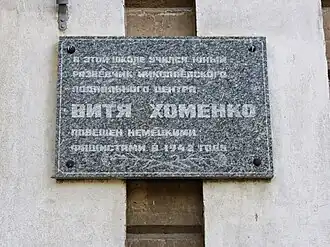 В ЭТОЙ ШКОЛЕ УЧИЛСЯ ЮНЫЙ
РАЗВЕДЧИК НИКОЛАЕВСКОГО
ПОДПОЛЬНОГО ЦЕНТРА
ВИТЯ ХОМЕНКО
ПОВЕШЕН НЕМЕЦКИМИ
ФАШИСТАМИ В 1942 ГОДУ